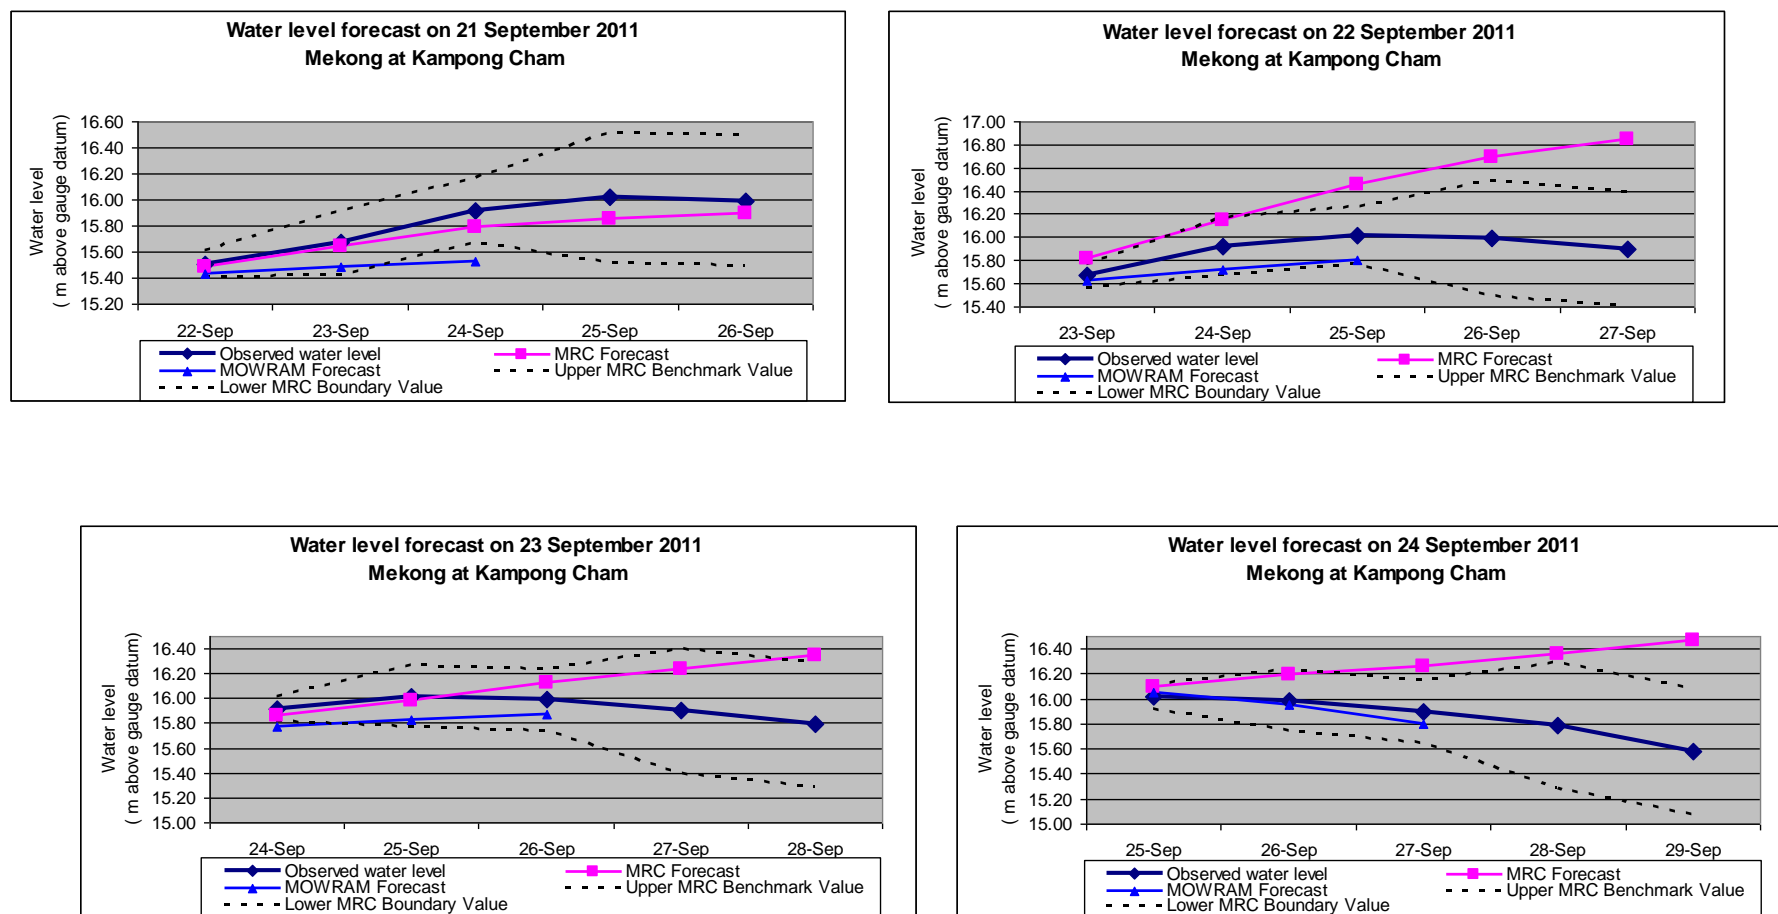 Water level forecast on 21 September 2011
Mekong at Kampong Cham
Water level
( m above gauge datum)
16.60
16.40
16.20
16.00
15.80
15.60
15.40
15.20
22-Sep 23-Sep 24-Sep 25-Sep 26-Sep
Observed water level MRC Forecast
MOWRAM Forecast Upper MRC Benchmark Value
Lower MRC Boundary Value
Water level forecast on 22 September 2011
Mekong at Kampong Cham
Water level
( m above gauge datum)
17.00
16.80
16.60
16.40
16.20
16.00
15.80
15.60
15.40
23-Sep 24-Sep 25-Sep 26-Sep 27-Sep
Observed water level MRC Forecast
MOWRAM Forecast Upper MRC Benchmark Value
Lower MRC Boundary Value
Water level forecast on 23 September 2011
Mekong at Kampong Cham
Water level
( m above gauge datum)
16.40
16.20
16.00
15.80
15.60
15.40
15.20
15.00
24-Sep 25-Sep 26-Sep 27-Sep 28-Sep
Observed water level MRC Forecast
MOWRAM Forecast Upper MRC Benchmark Value
Lower MRC Boundary Value
Water level forecast on 24 September 2011
Mekong at Kampong Cham
Water level
( m above gauge datum)
16.40
16.20
16.00
15.80
15.60
15.40
15.20
15.00
25-Sep 26-Sep 27-Sep 28-Sep 29-Sep
Observed water level MRC Forecast
MOWRAM Forecast Upper MRC Benchmark Value
Lower MRC Boundary Value